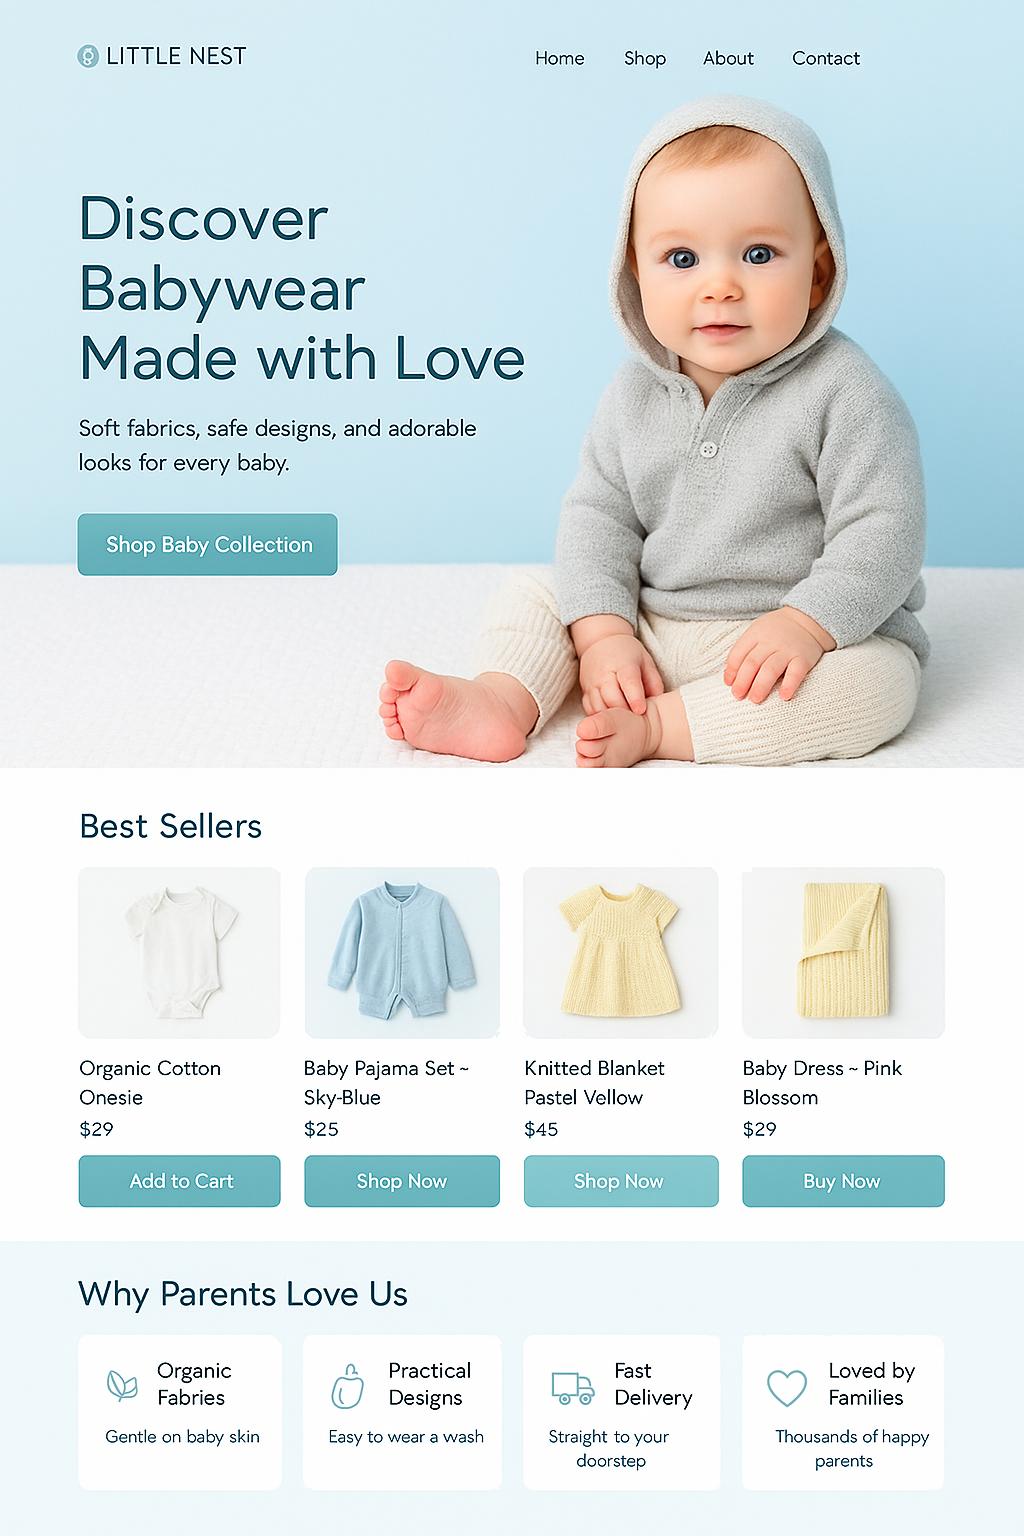 LITTLE NEST
Home Shop About Contact
Discover
Babywear
Made with Love
Soft fabrics, safe designs, and adorable
looks for every baby.
Shop Baby Collection
Best Sellers
Organic Cotton
Onesie
$29
Add to Cart
Baby Pajama Set ~
Sky-Blue
$25
Shop Now
Knitted Blanket
Pastel Vellow
$45
Shop Now
Baby Dress ~ Pink
Blossom
$29
Buy Now
Why Parents Love Us
Organic
Fabries
Gentle on baby skin
Practical
Designs
Easy to wear a wash
Fast
Delivery
Straight to your
doorstep
Loved by
Families
Thousands of happy
parents